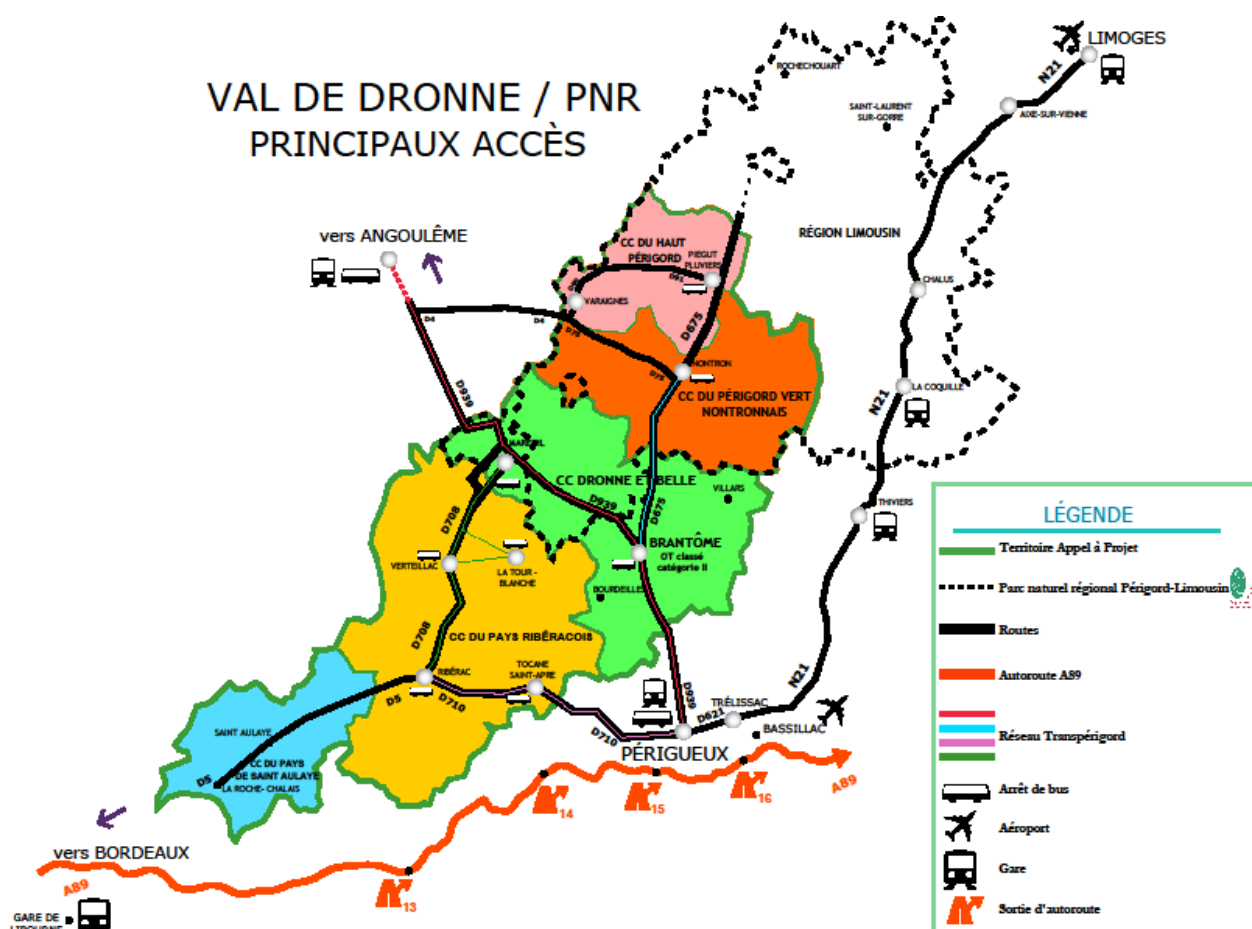 VAL DE DRONNE / PNR
PRINCIPAUX ACCÈS
LIMOGES
N21
ROCHECHOUART
SAINT-LAURENT
SUR-GORRE
AIXE-SUR-VIENNE
RÉGION LIMOUSIN
vers ANGOULÊME
CC DU HAUT
PÉRIGORD
PIEGUT
PLUVIERS
VARAIGNES
CHALUS
D4
D4
D75
D675
D75
NONTRON
CC DU PÉRIGORD VERT
NONTRONNAIS
LA COQUILLE
N21
D939
MAREUIL
CC DRONNE ET BELLE
VILLARS
D939
D675
THIVIERS
D708
BRANTÔME
OT classé
catégorie II
VERTEILLAC
LA TOUR -
BLANCHE
BOURDEILLES
D708
CC DU PAYS RIBÉRACOIS
RIBÉRAC
TOCANE
SAINT-APRE
D5
D710
D939
N21
D621
TRÉLISSAC
BASSILLAC
D710
PÉRIGUEUX
SAINT AULAYE
CC DU PAYS
DE SAINT AULAYE
LA ROCHE- CHALAIS
D5
14
15
16
A89
vers BORDEAUX
A89
13
GARE DE
LIBOURNE
LÉGENDE
Territoire Appel à Projet
Parc naturel régional Périgord-Limousin
Routes
Autoroute A89
Réseau Transpérigord
Arrêt de bus
Aéroport
Gare
Sortie d'autoroute